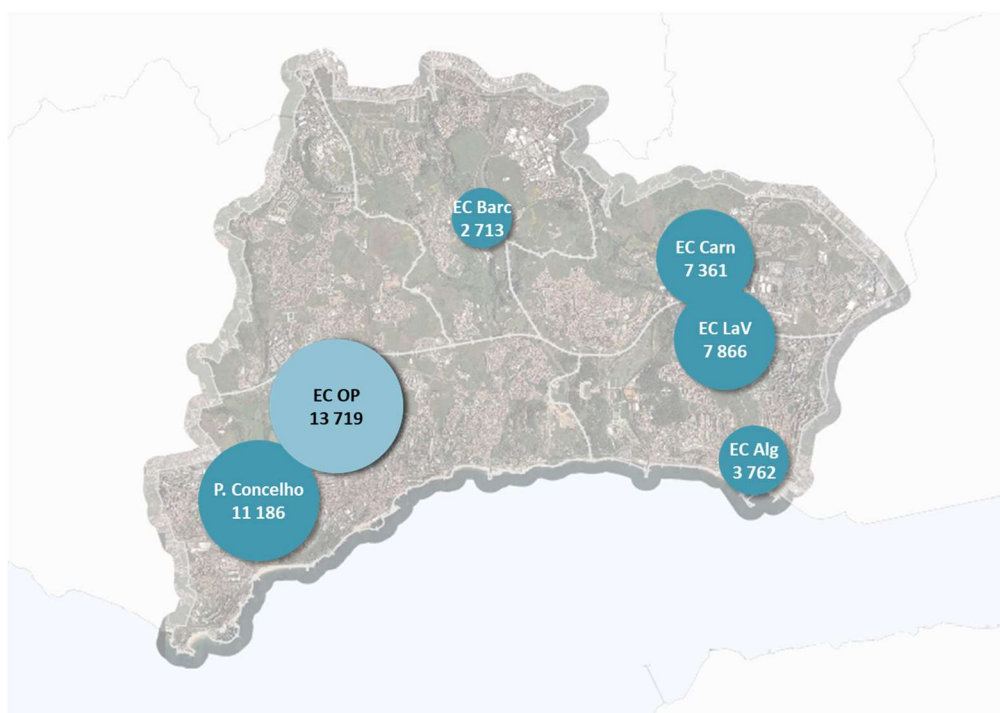 EC Barc
2 713
EC Carn
7 361
EC LaV
7 866
EC OP
13 719
EC Alg
3 762
P. Concelho
11 186